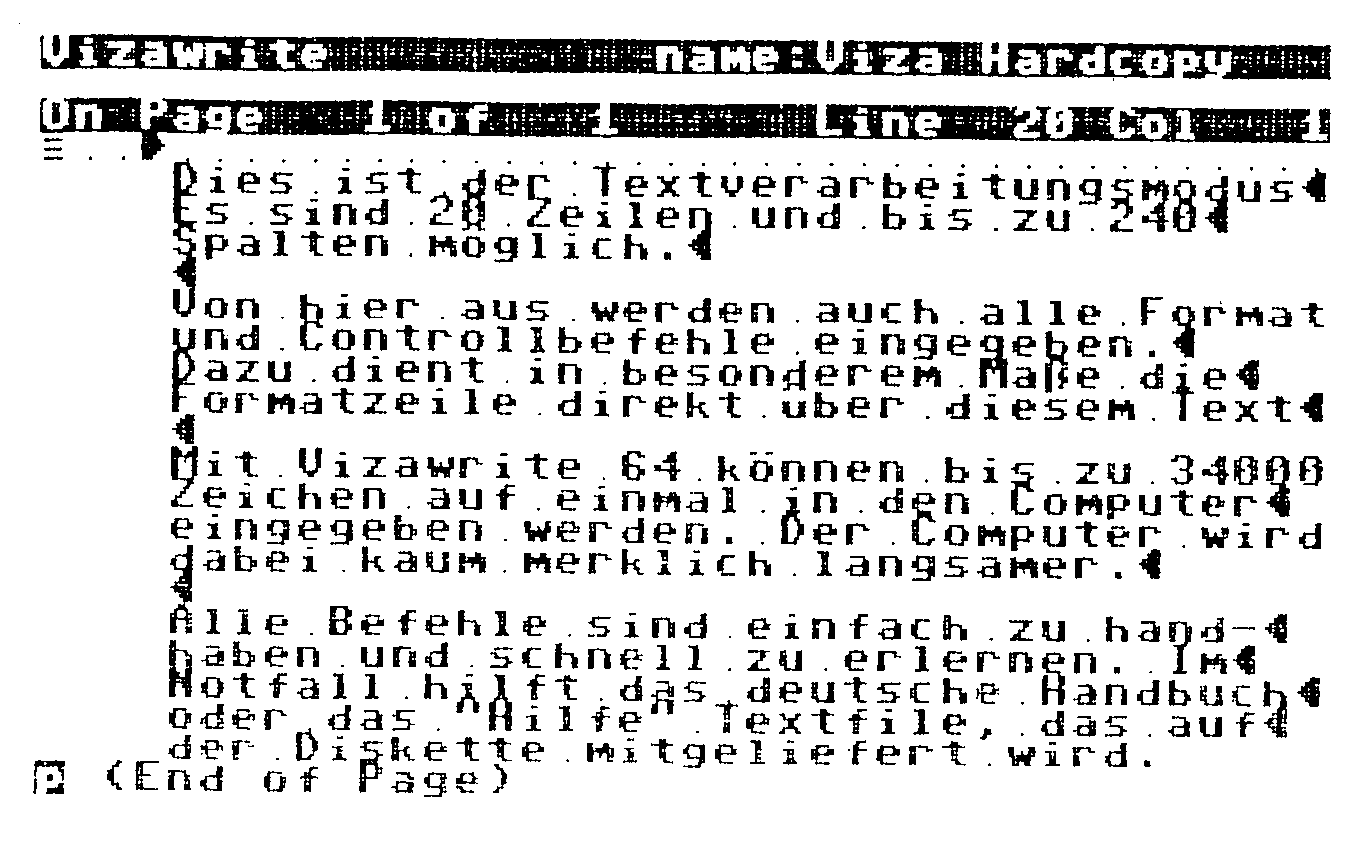 Vizawrite name:Viza Hardcopy
On Page 1 of 1 Line 20 Col 1
Dies ist der Textverarbeitungsmodus
Es sind 20 Zeilen und bis zu 240
Spalten möglich.
Von hier aus werden auch alle Format
und Controllbefehle eingegeben.
Dazu dient in besonderem Maße die
Formatzeile direkt über diesem Text
Mit Vizawrite 64 können bis zu 34000
Zeichen auf einmal in den Computer
eingegeben werden. Der Computer wird
dabei kaum merklich langsamer.
Alle Befehle sind einfach zu hand-
haben und schnell zu erlernen. Im
Notfall hilft das deutsche Handbuch
oder das "Hilfe" Textfile, das auf
der Diskette mitgeliefert wird.
p (End of Page)